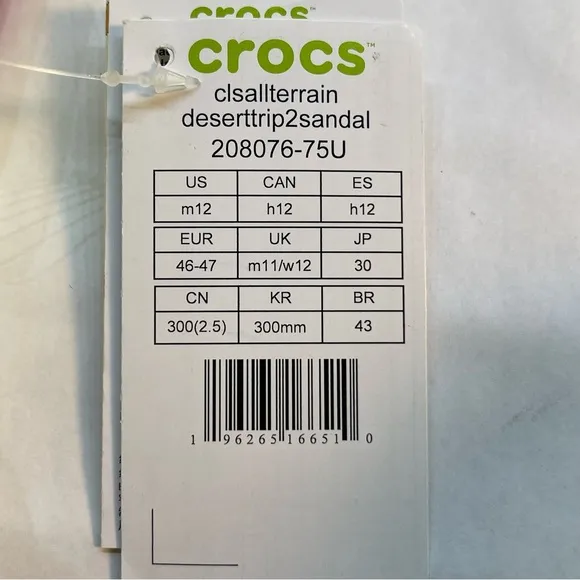 crocs
crocs™
clsallterrain
deserttrip2sandal
208076-75U
US CAN ES
m12 h12 h12
EUR UK JP
46-47 m11/w12 30
CN KR BR
300(2.5) 300mm 43
1 96265 16651 0